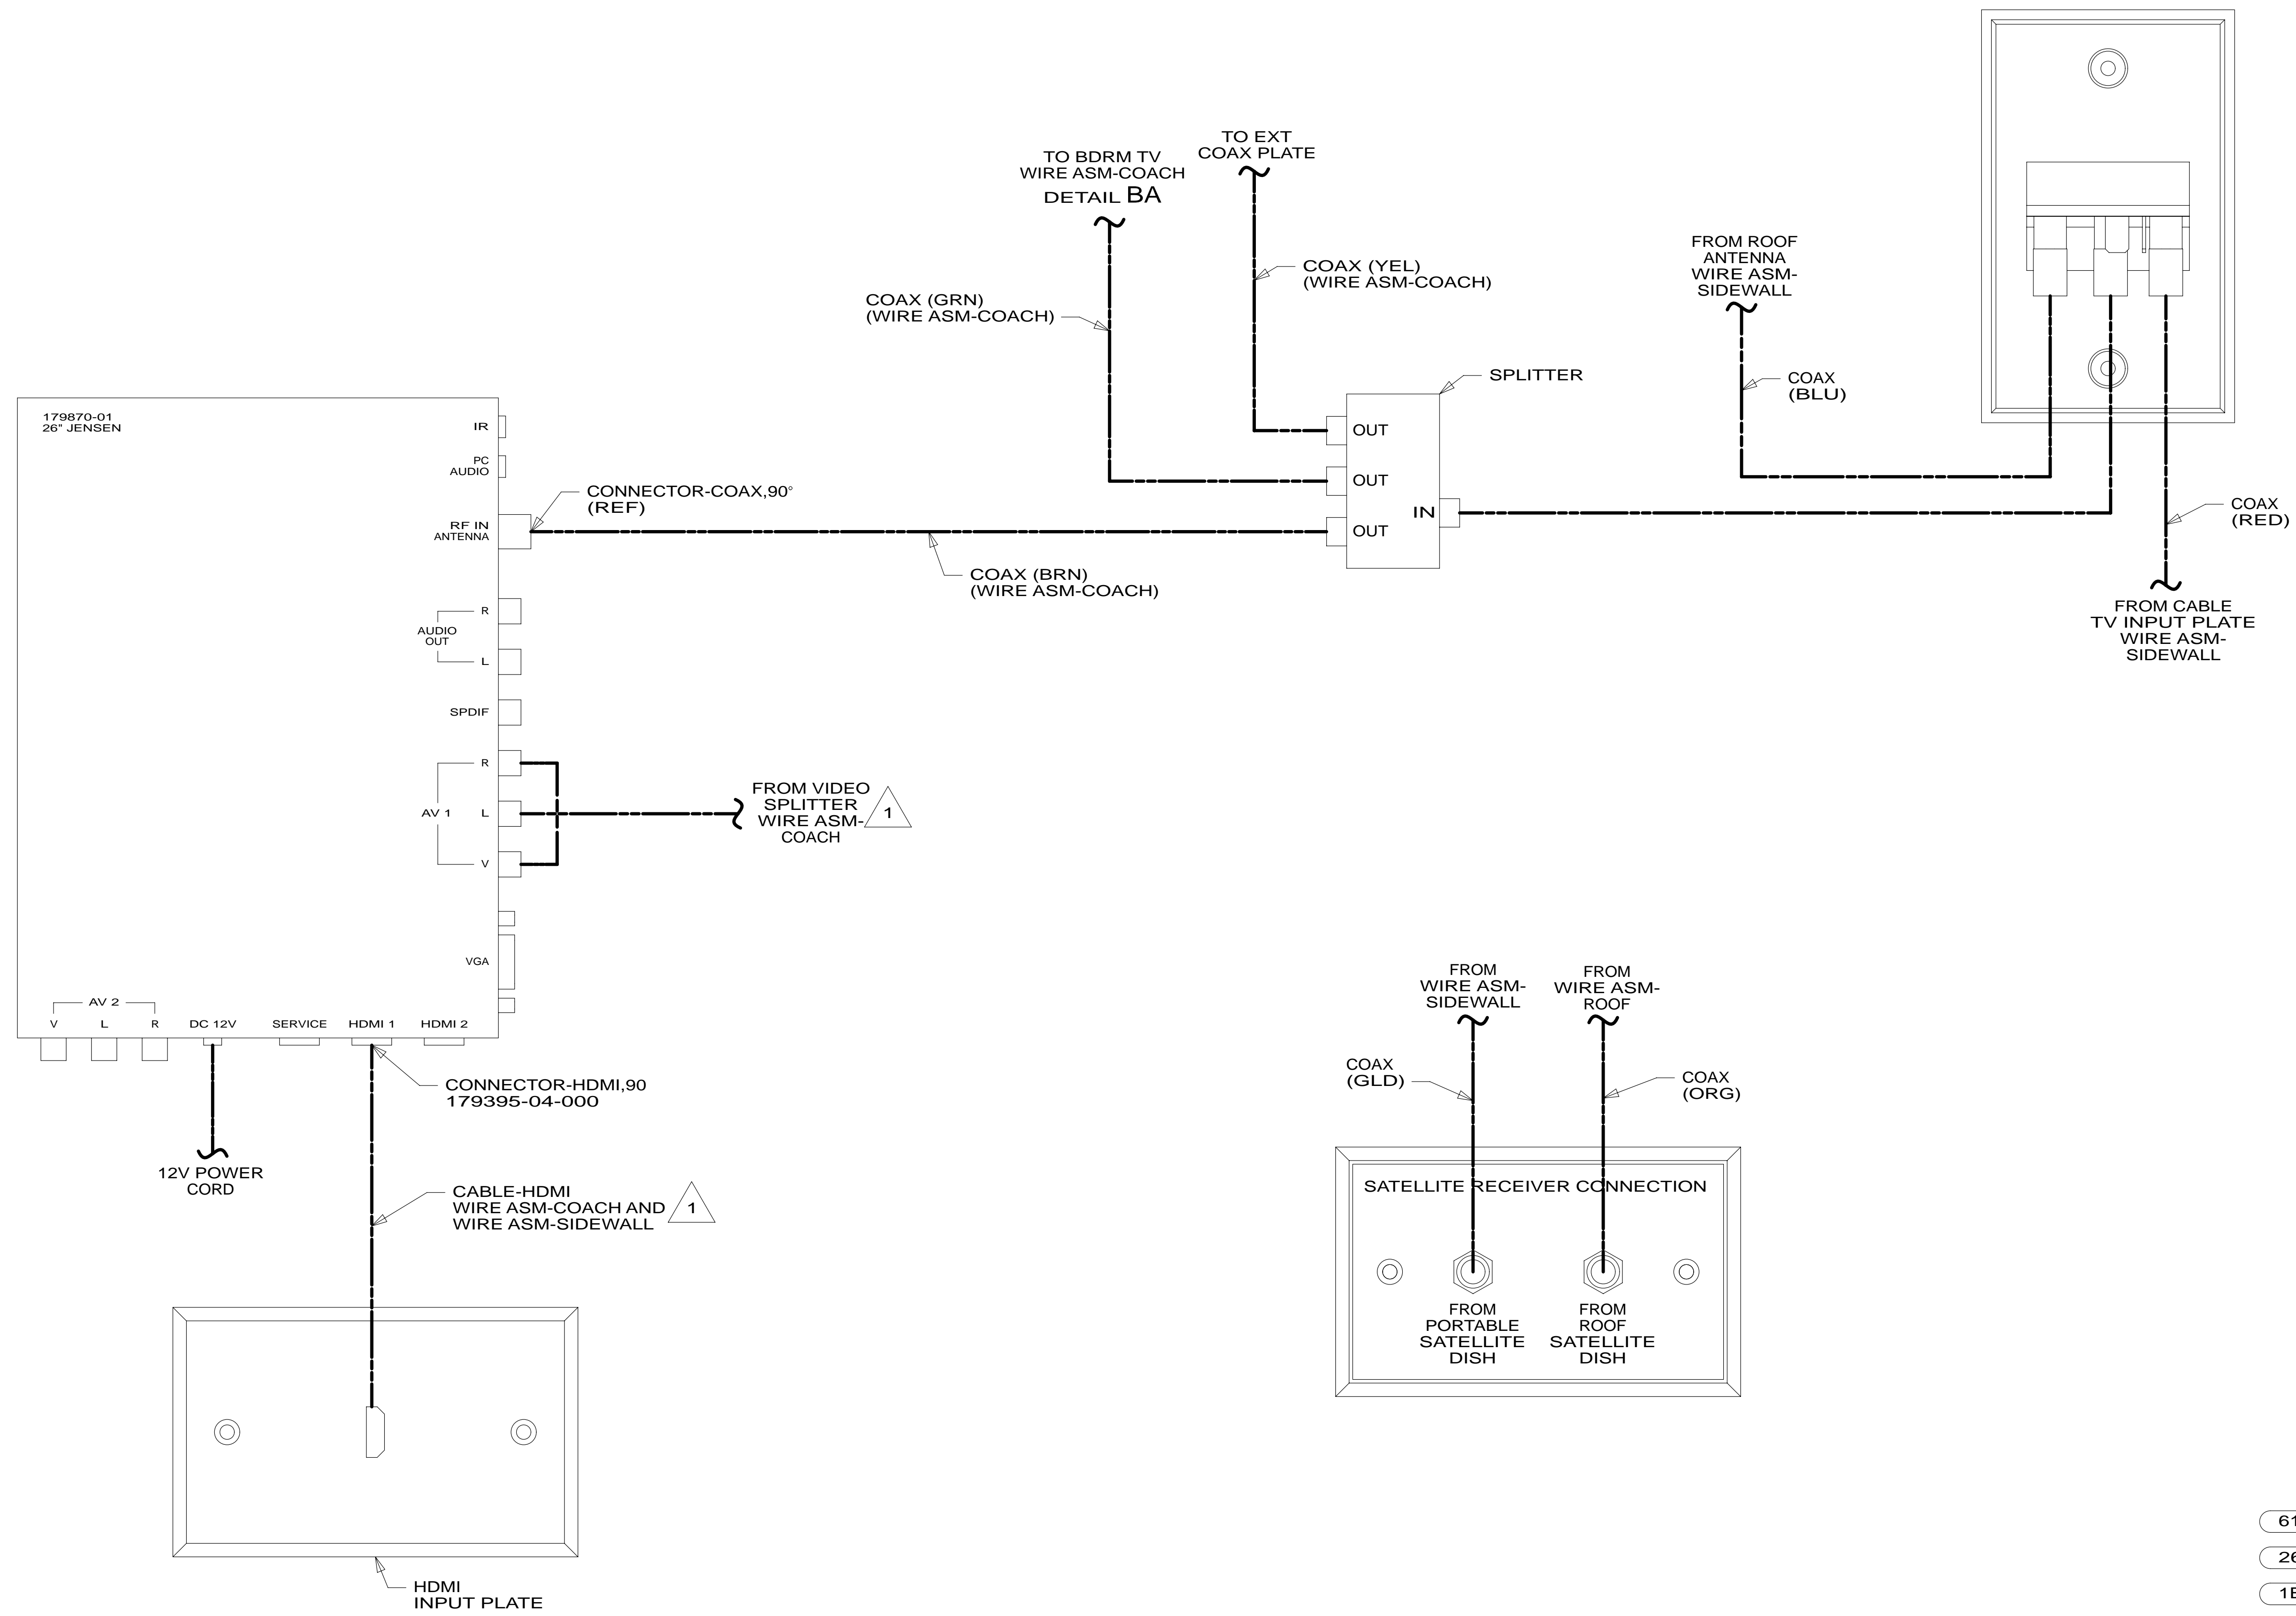 TO EXT
COAX PLATE
TO BDRM TV
WIRE ASM-COACH
DETAIL BA
FROM ROOF
ANTENNA
WIRE ASM-
SIDEWALL
COAX (YEL)
(WIRE ASM-COACH)
COAX (GRN)
(WIRE ASM-COACH)
SPLITTER
COAX
(BLU)
179870-01
26" JENSEN
IR
PC
AUDIO
OUT
OUT
OUT
IN
CONNECTOR-COAX,90°
(REF)
RF IN
ANTENNA
COAX
(RED)
COAX (BRN)
(WIRE ASM-COACH)
FROM CABLE
TV INPUT PLATE
WIRE ASM-
SIDEWALL
R
AUDIO
OUT
L
SPDIF
R
AV 1
L
V
FROM VIDEO
SPLITTER
WIRE ASM-
COACH
1
VGA
AV 2
V
L
R
DC 12V
SERVICE
HDMI 1
HDMI 2
FROM
WIRE ASM-
SIDEWALL
FROM
WIRE ASM-
ROOF
COAX
(GLD)
COAX
(ORG)
CONNECTOR-HDMI,90
179395-04-000
12V POWER
CORD
CABLE-HDMI
WIRE ASM-COACH AND
WIRE ASM-SIDEWALL
1
SATELLITE RECEIVER CONNECTION
FROM
PORTABLE
SATELLITE
DISH
FROM
ROOF
SATELLITE
DISH
HDMI
INPUT PLATE